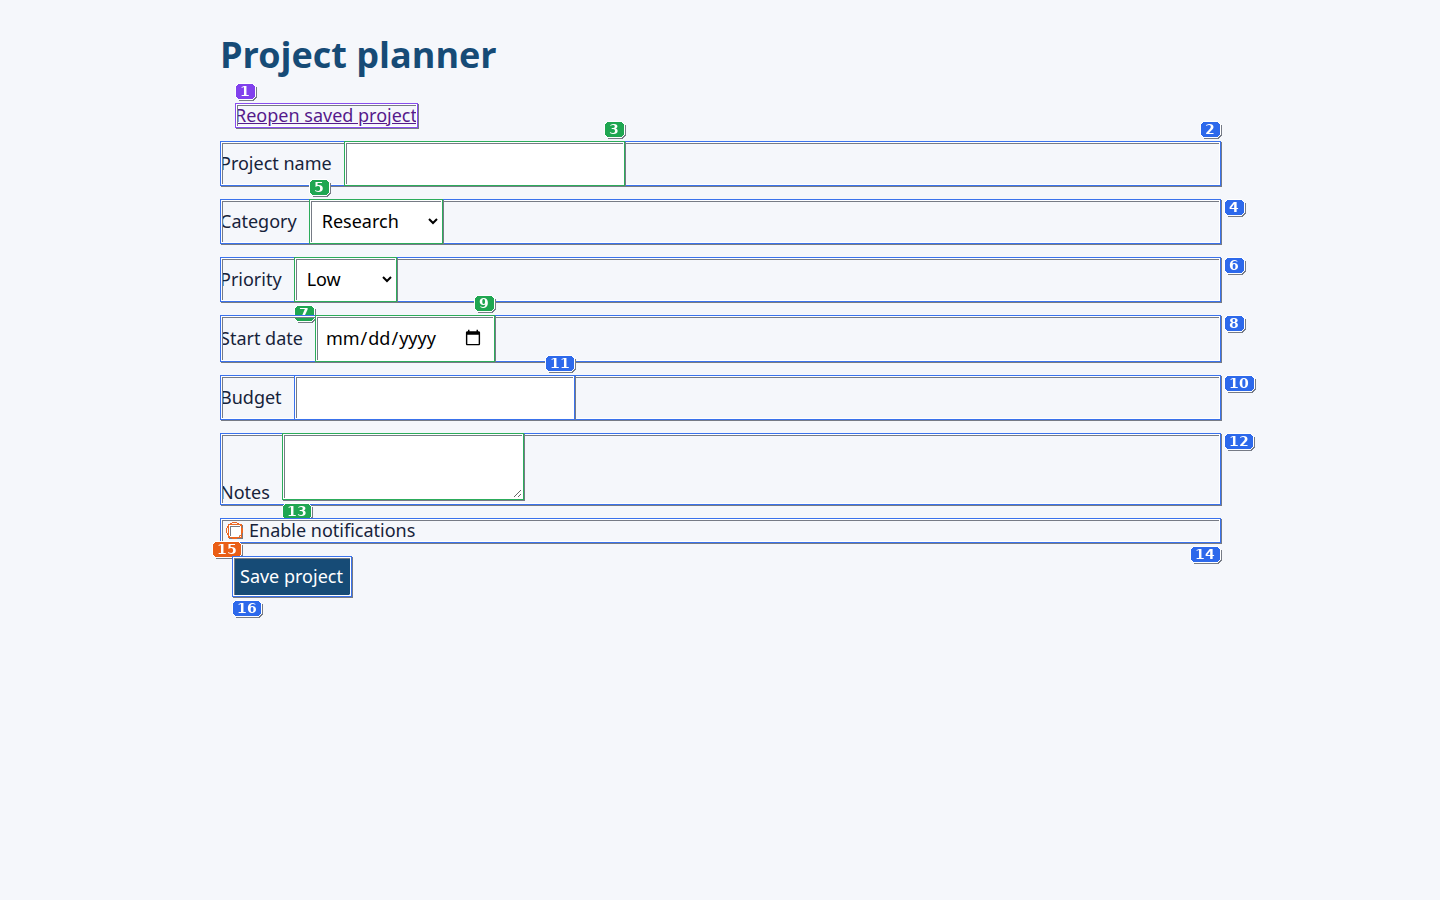 Project planner
1
Reopen saved project
3 2
Project name
5
Category Research 4
Priority Low 6
7 9
Start date mm/dd/yyyy 8
11
Budget 10
Notes 12
13
Enable notifications
15 14
Save project
16